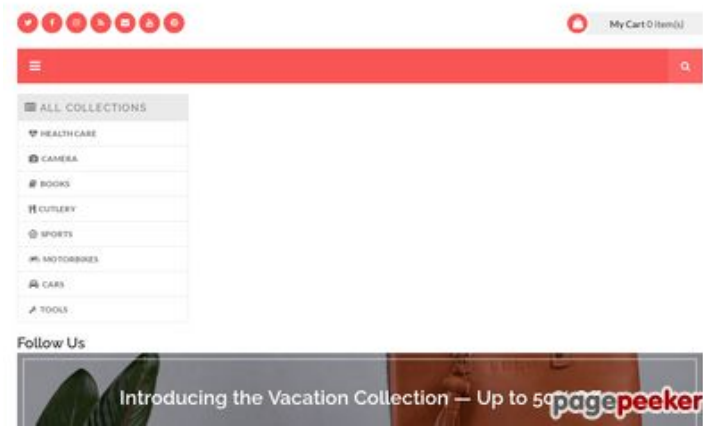 My Cart 0 item(s)
ALL COLLECTIONS
HEALTH CARE
CAMERA
BOOKS
CUTLERY
SPORTS
MOTORBIKES
CARS
TOOLS
Follow Us
Introducing the Vacation Collection — Up to
pagepeeker